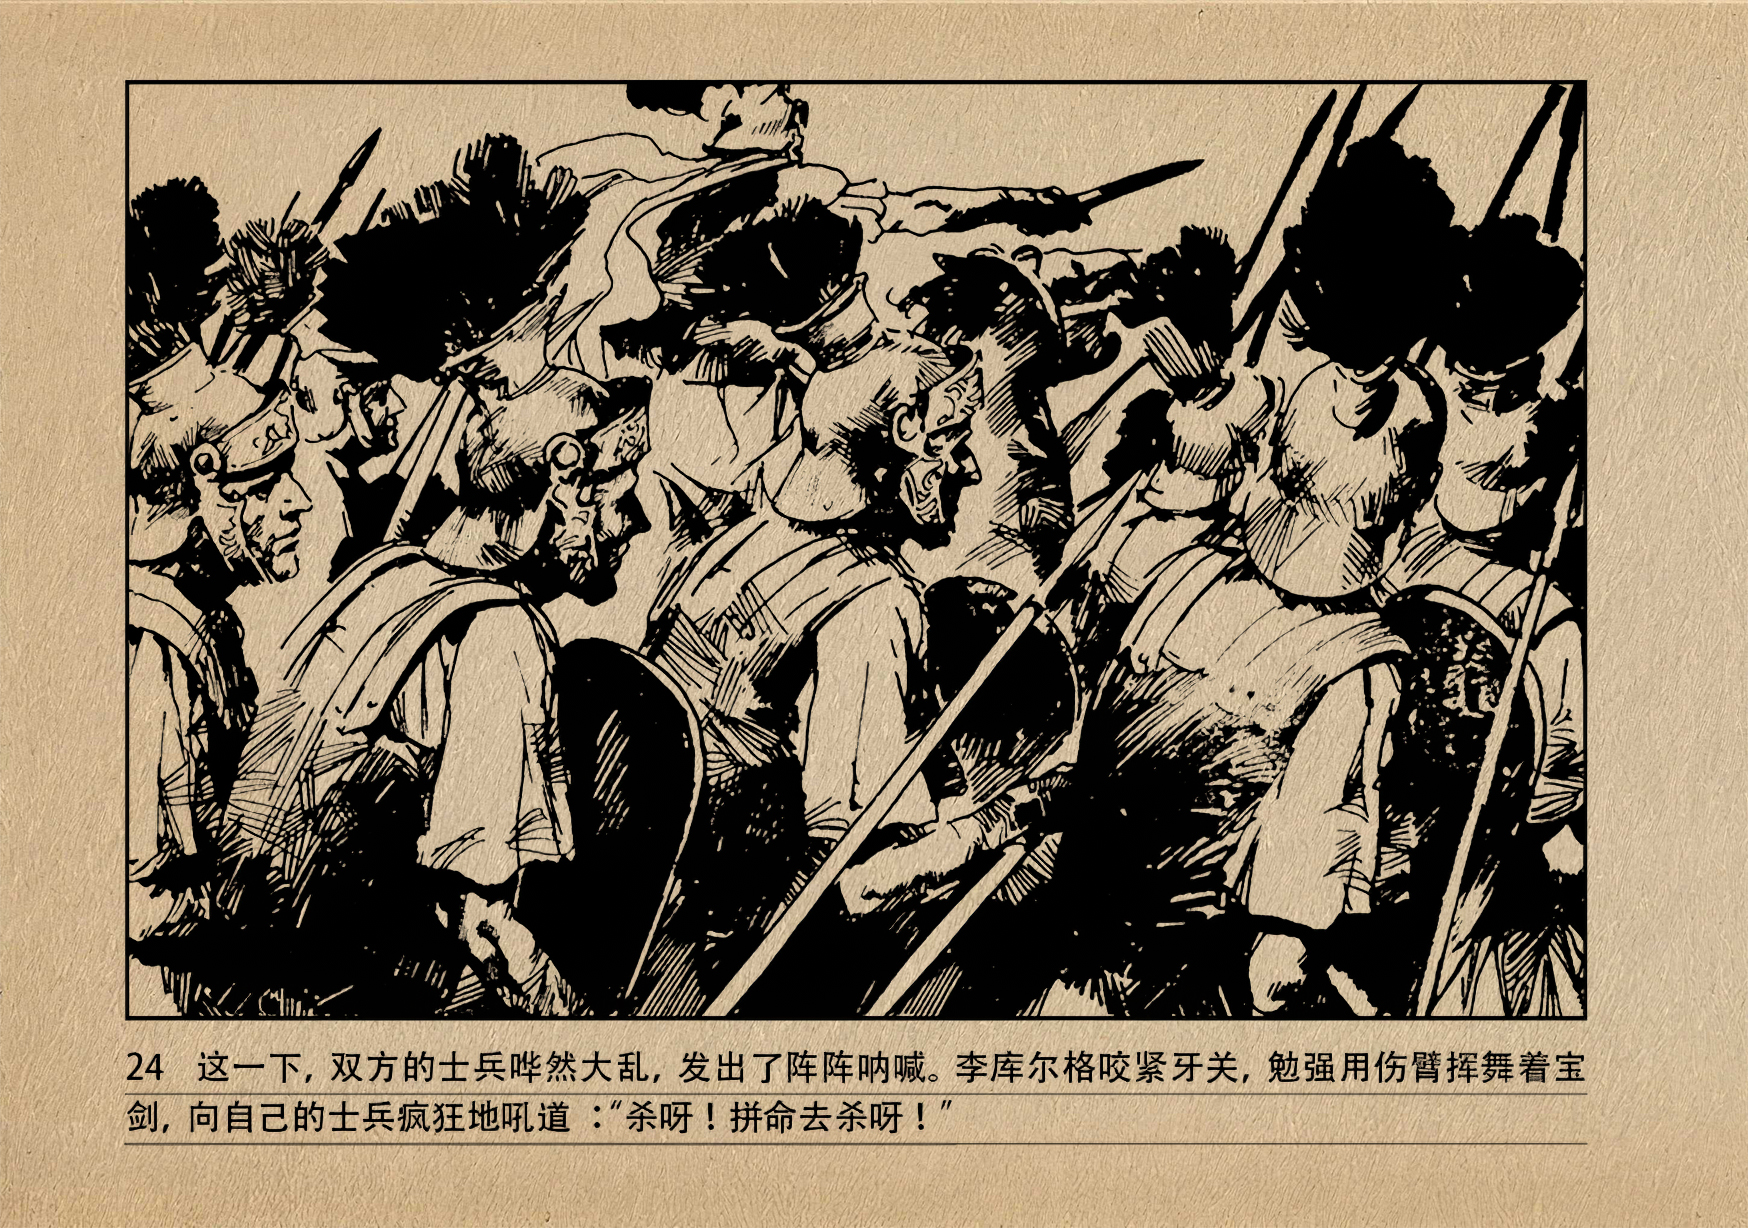 24 这一下, 双方的士兵哗然大乱, 发出了阵阵呐喊。李库尔格咬紧牙关, 勉强用伤臂挥舞着宝
剑, 向自己的士兵疯狂地吼道 :“杀呀！拼命去杀呀！”